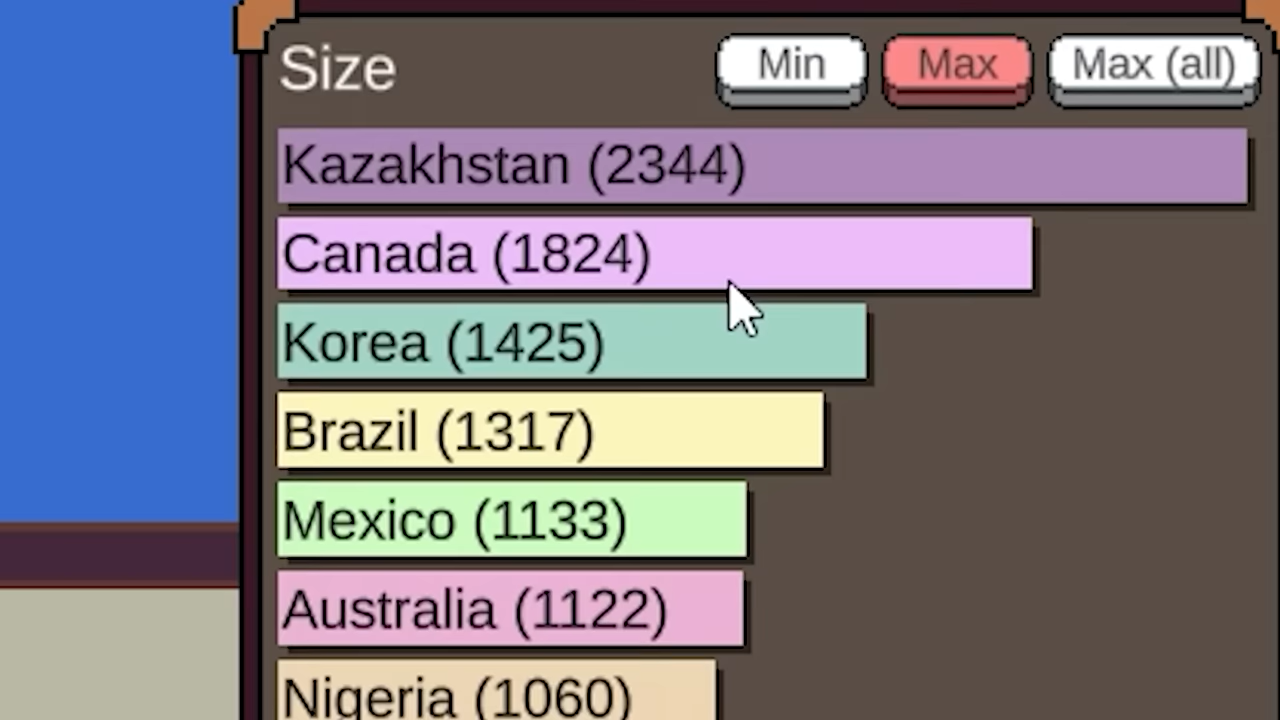 Size
Min
Max
Max (all)
Kazakhstan (2344)
Canada (1824)
Korea (1425)
Brazil (1317)
Mexico (1133)
Australia (1122)
Nigeria (1060)